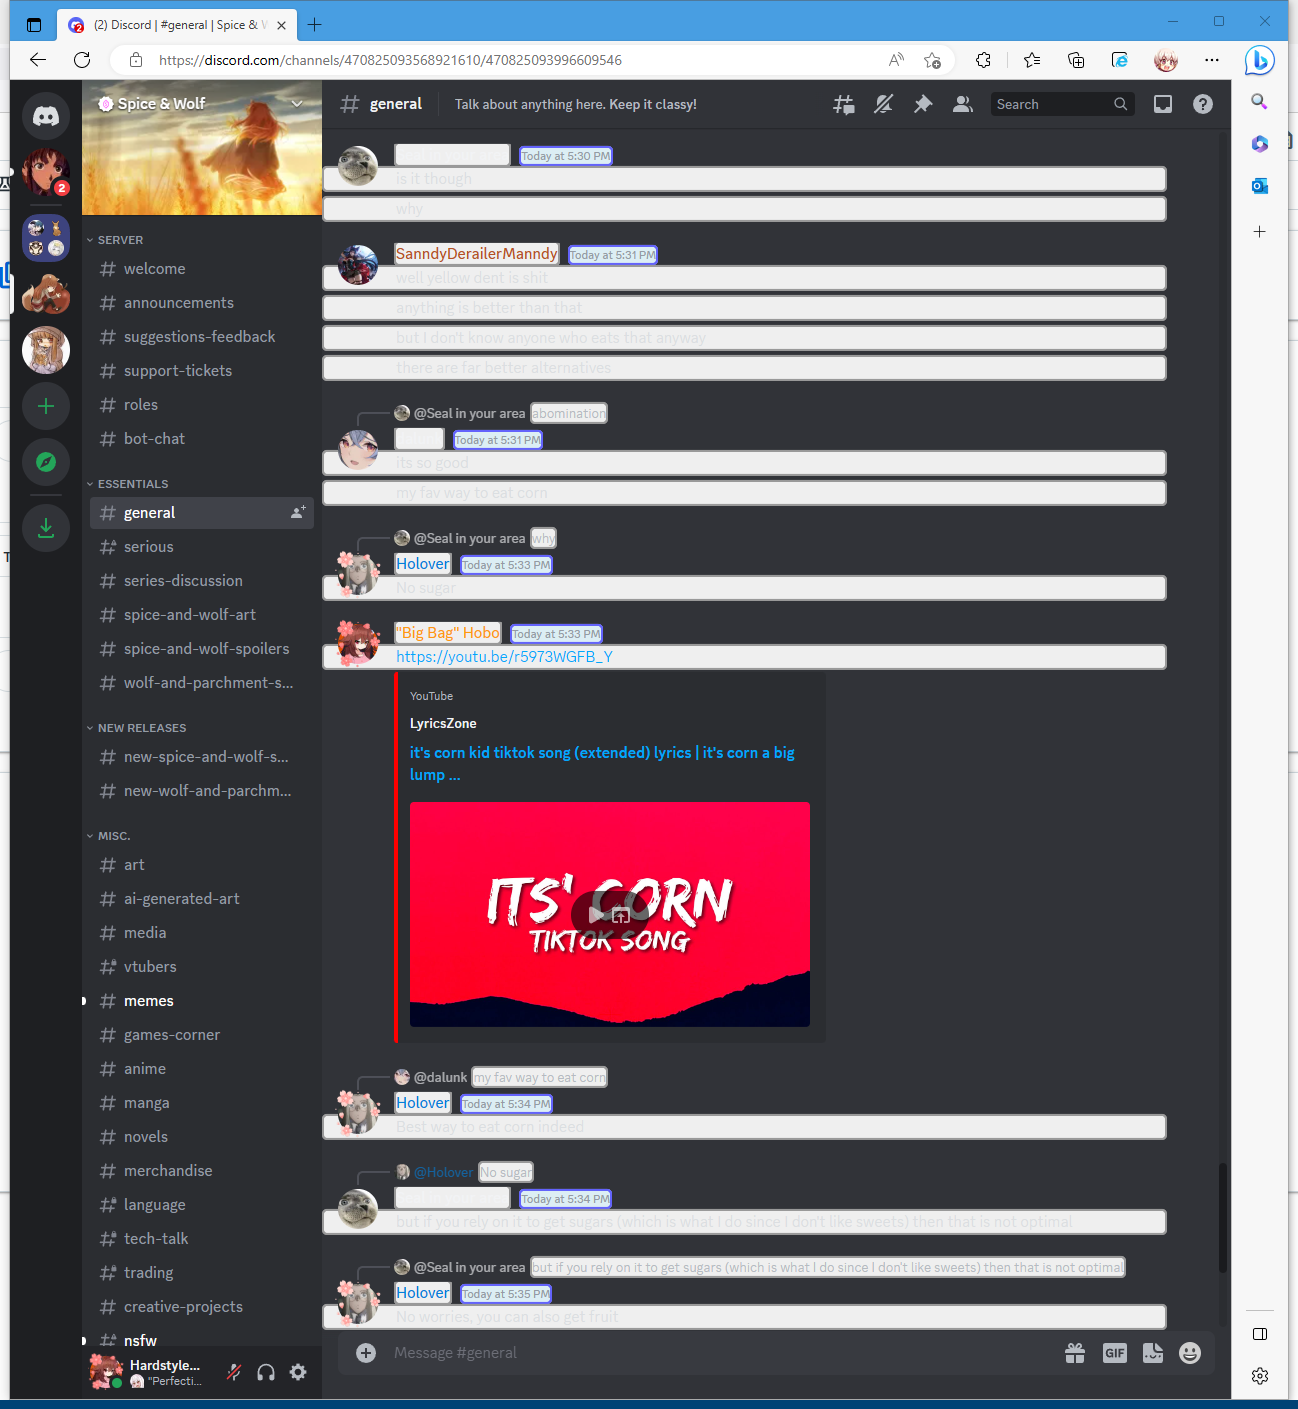 (2) Discord | #general | Spice & W
https://discord.com/channels/470825093568921610/470825093996609546
Spice & Wolf
general
Talk about anything here. Keep it classy!
Search
2
SERVER
welcome
announcements
suggestions-feedback
support-tickets
roles
bot-chat
ESSENTIALS
general
serious
series-discussion
spice-and-wolf-art
spice-and-wolf-spoilers
wolf-and-parchment-s...
NEW RELEASES
new-spice-and-wolf-s...
new-wolf-and-parchm...
MISC.
art
ai-generated-art
media
vtubers
memes
games-corner
anime
manga
novels
merchandise
language
tech-talk
trading
creative-projects
nsfw
Hardstyle...
"Perfecti...
Today at 5:30 PM
is it though
why
SanndyDerailerManndy Today at 5:31 PM
well yellow dent is shit
anything is better than that
but I don't know anyone who eats that anyway
there are far better alternatives
@Seal in your area abomination
Today at 5:31 PM
its so good
my fav way to eat corn
@Seal in your area why
Holover Today at 5:33 PM
No sugar
"Big Bag" Hobo Today at 5:33 PM
https://youtu.be/r5973WGFB_Y
YouTube
LyricsZone
it's corn kid tiktok song (extended) lyrics | it's corn a big
lump ...
ITS' CORN
TIKTOK SONG
@dalunk my fav way to eat corn
Holover Today at 5:34 PM
Best way to eat corn indeed
@Holover No sugar
Today at 5:34 PM
but if you rely on it to get sugars (which is what I do since I don't like sweets) then that is not optimal
@Seal in your area but if you rely on it to get sugars (which is what I do since I don't like sweets) then that is not optimal
Holover Today at 5:35 PM
No worries, you can also get fruit
Message #general
GIF